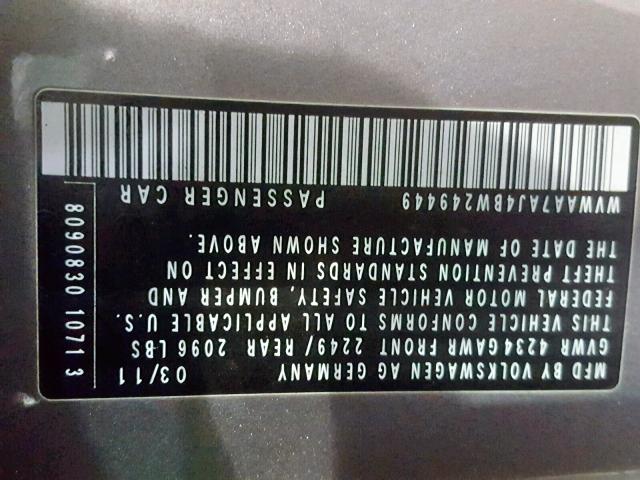 MFD BY VOLKSWAGEN AG GERMANY 03/11
GVWR 4234 GAWR FRONT 2249/ REAR 2096 LBS
THIS VEHICLE CONFORMS TO ALL APPLICABLE U.S.
FEDERAL MOTOR VEHICLE SAFETY, BUMPER AND
THEFT PREVENTION STANDARDS IN EFFECT ON
THE DATE OF MANUFACTURE SHOWN ABOVE.
WVWAA7AJ4BW249449 PASSENGER CAR
8090830 1071 3